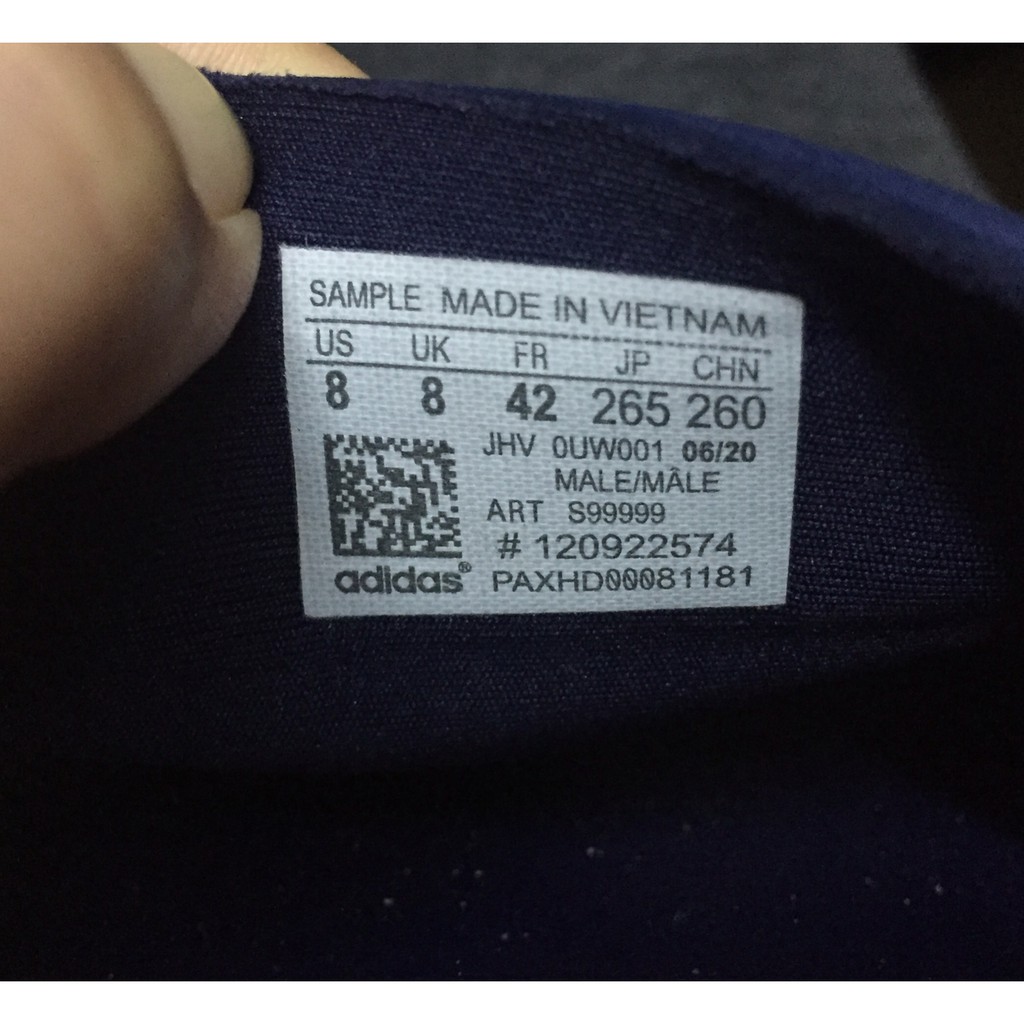 SAMPLE MADE IN VIETNAM
US UK FR JP CHN
8 8 42 265 260
JHV 0UW001 06/20
MALE/MÂLE
ART S99999
# 120922574
adidas® PAXHD00081181